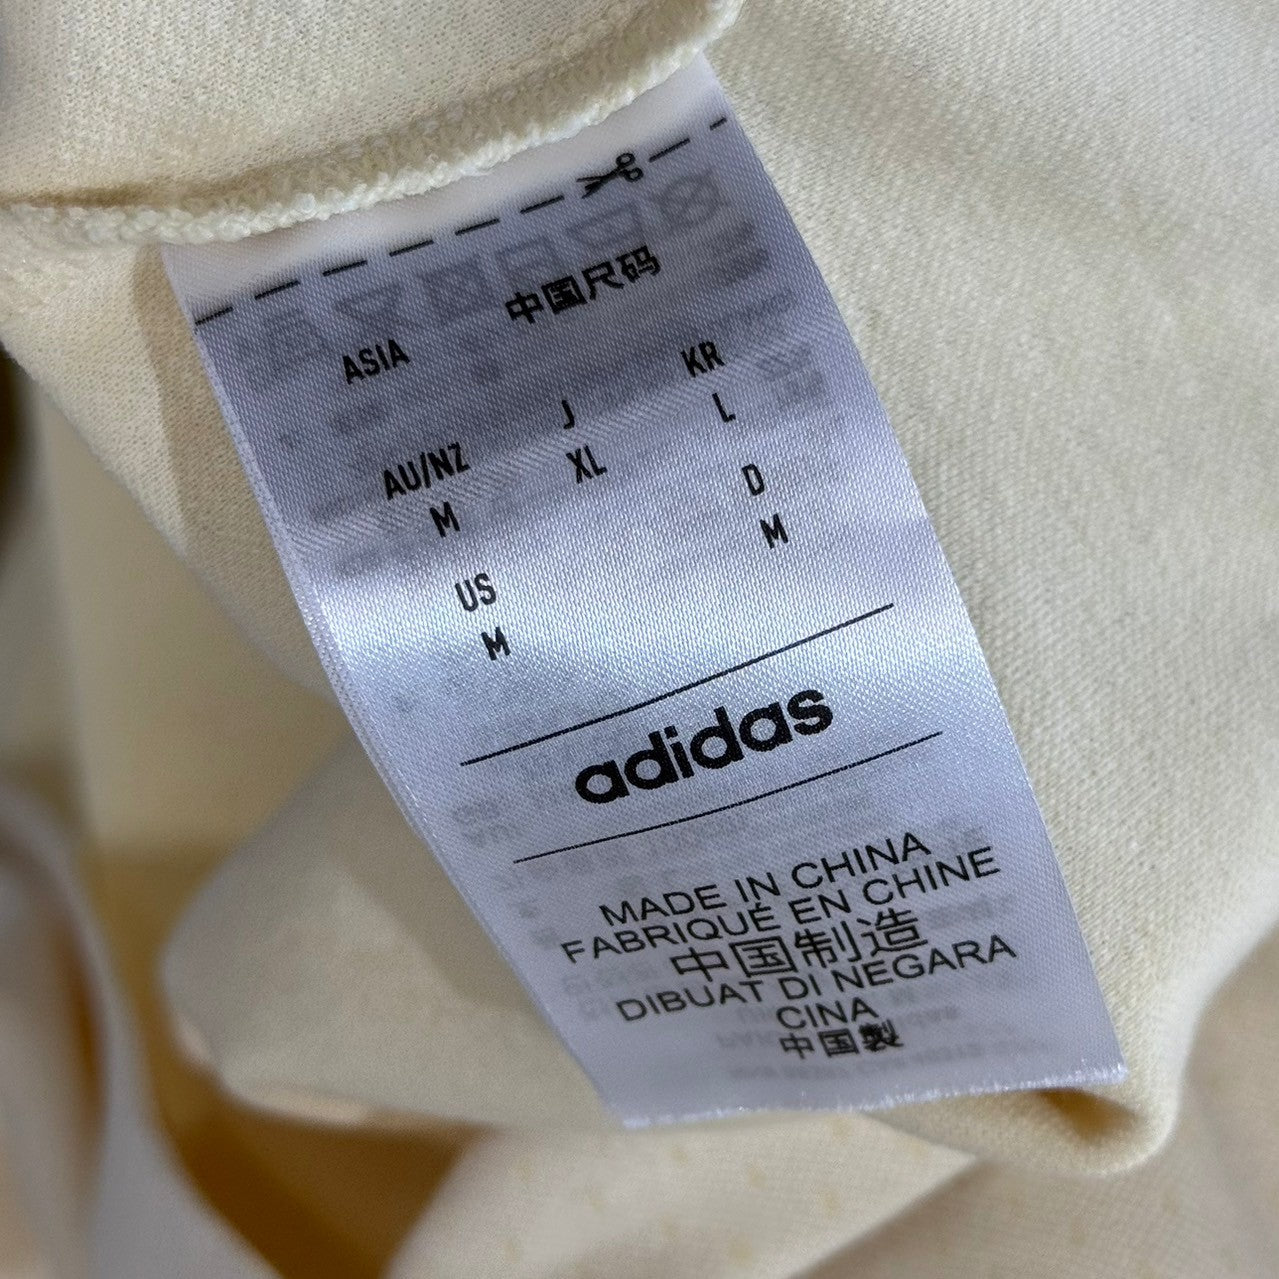 中国尺码
ASIA
J
KR
XL
L
AU/NZ
D
M
M
US
M
adidas
MADE IN CHINA
FABRIQUÉ EN CHINE
中国制造
DIBUAT DI NEGARA
CINA
中国製